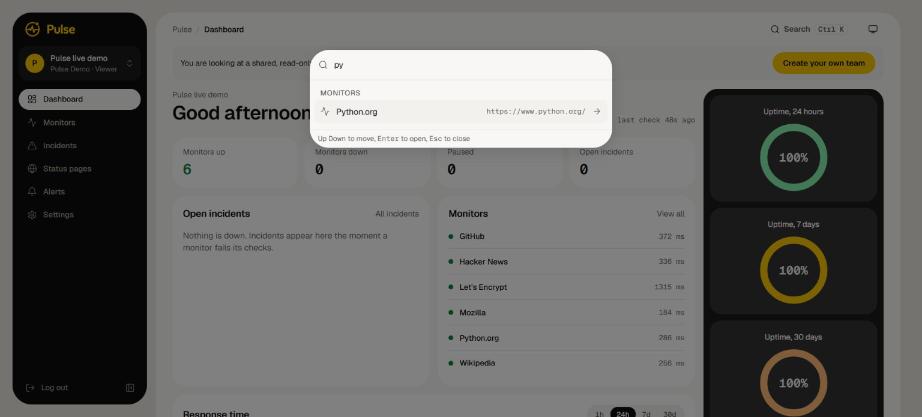 Pulse
Pulse / Dashboard
Search Ctrl K
P
Pulse live demo
Pulse Demo · Viewer
You are looking at a shared, read-onl
Create your own team
py
MONITORS
Python.org https://www.python.org/
Up Down to move, Enter to open, Esc to close
Dashboard
Monitors
Incidents
Status pages
Alerts
Settings
Log out
Pulse live demo
Good afternoon
last check 48s ago
Monitors up
6
Monitors down
0
Paused
0
Open incidents
0
Open incidents All incidents
Nothing is down. Incidents appear here the moment a
monitor fails its checks.
Monitors View all
GitHub 372 ms
Hacker News 336 ms
Let's Encrypt 1315 ms
Mozilla 184 ms
Python.org 286 ms
Wikipedia 256 ms
Response time 1h 24h 7d 30d
Uptime, 24 hours
100%
Uptime, 7 days
100%
Uptime, 30 days
100%